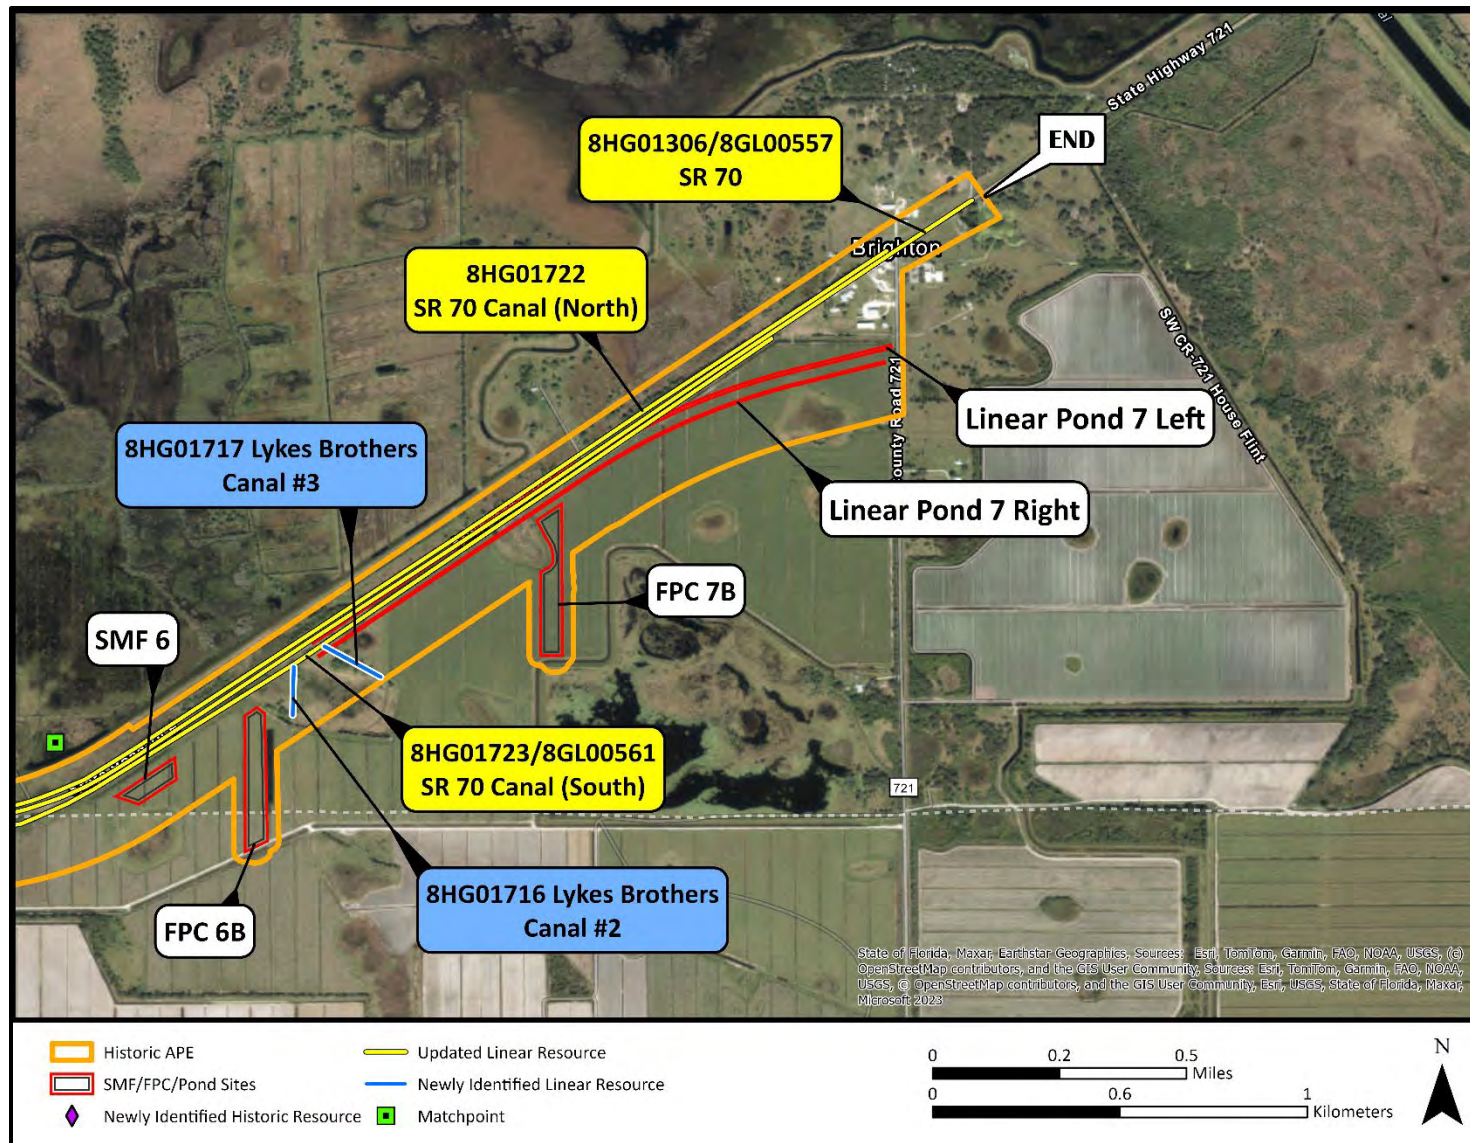 State Highway 721
END
8HG01306/8GL00557
SR 70
Brighton
8HG01722
SR 70 Canal (North)
SW CR-721 House Flint
County Road 721
Linear Pond 7 Left
8HG01717 Lykes Brothers
Canal #3
Linear Pond 7 Right
FPC 7B
SMF 6
8HG01723/8GL00561
SR 70 Canal (South)
721
8HG01716 Lykes Brothers
Canal #2
FPC 6B
State of Florida, Maxar, Earthstar Geographics, Sources: Esri, TomTom, Garmin, FAO, NOAA, USGS, (c)
OpenStreetMap contributors, and the GIS User Community, Sources: Esri, TomTom, Garmin, FAO, NOAA,
USGS, © OpenStreetMap contributors, and the GIS User Community, Esri, USGS, State of Florida, Maxar,
Microsoft 2023
Historic APE
SMF/FPC/Pond Sites
Newly Identified Historic Resource
Updated Linear Resource
Newly Identified Linear Resource
Matchpoint
0 0.2 0.5
Miles
0 0.6 1
Kilometers
N